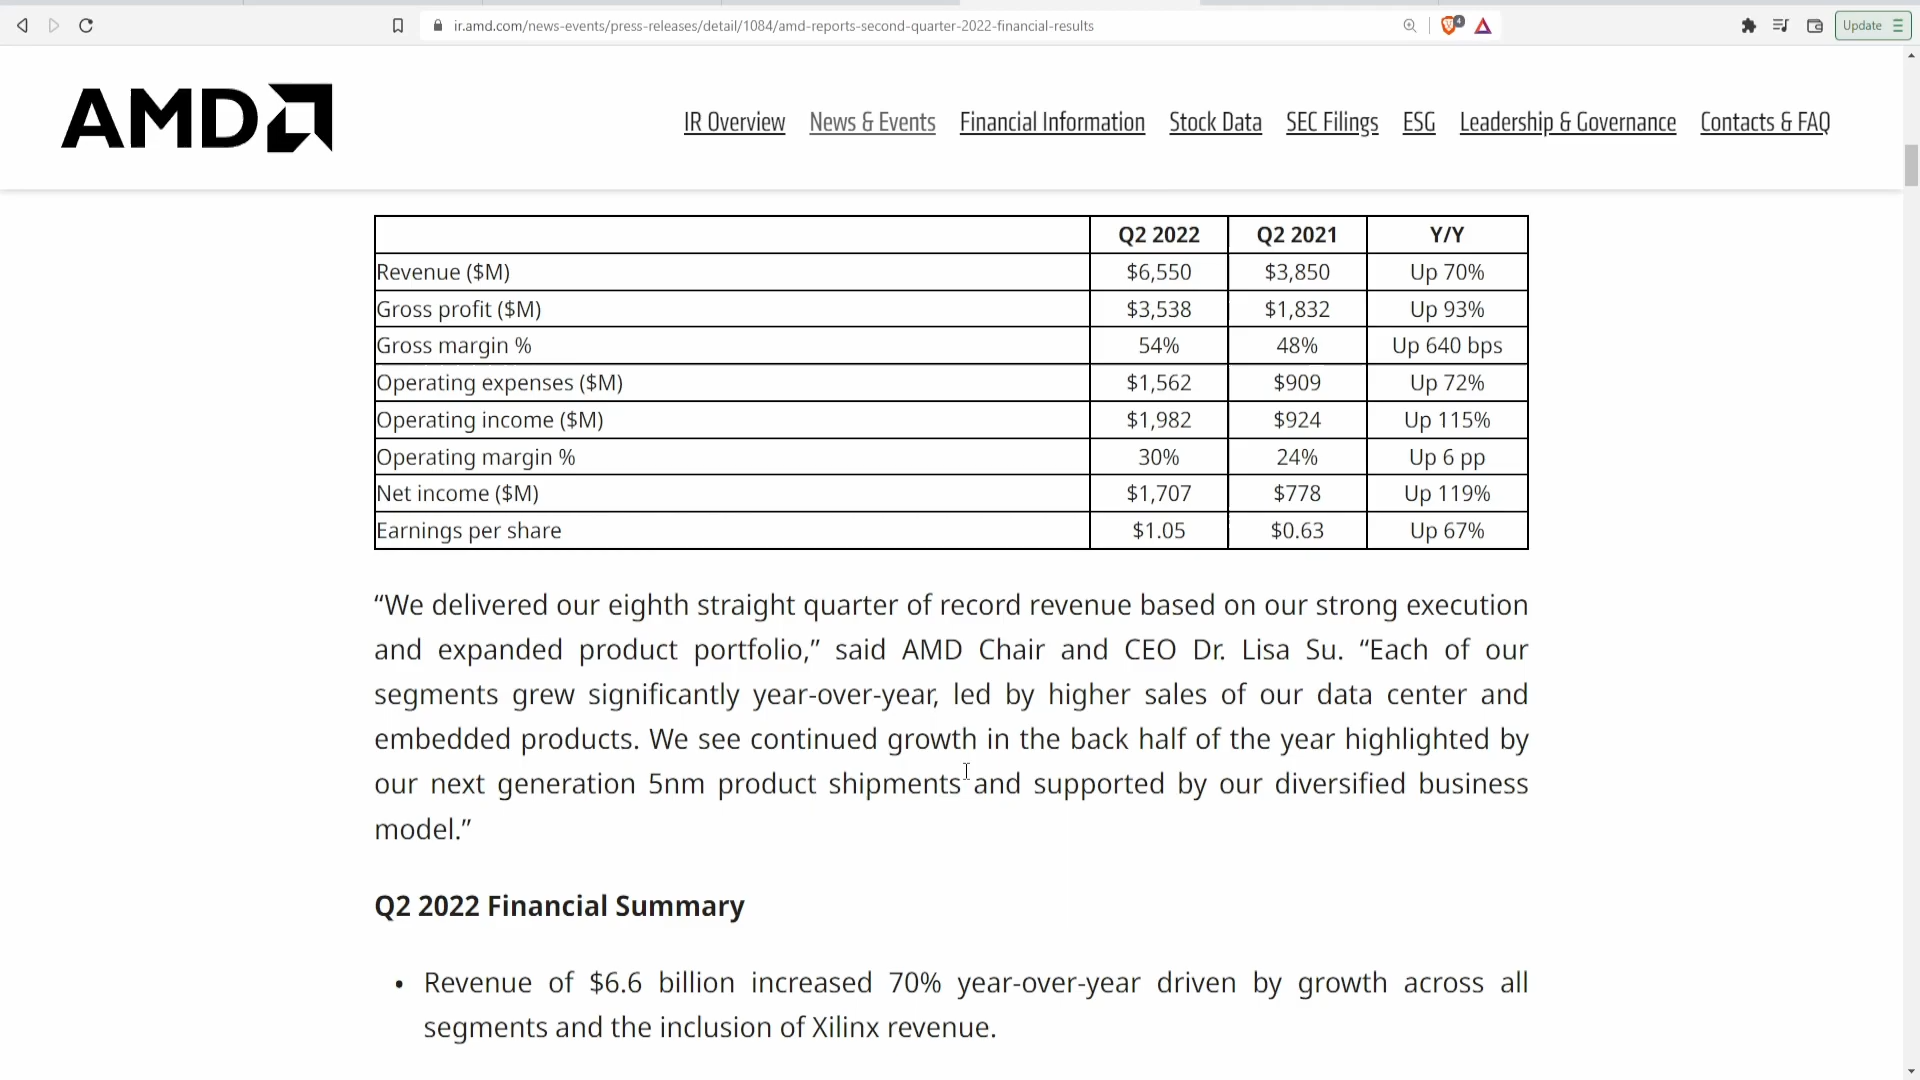 ir.amd.com/news-events/press-releases/detail/1084/amd-reports-second-quarter-2022-financial-results
4
Update
AMD
IR Overview News & Events Financial Information Stock Data SEC Filings ESG Leadership & Governance Contacts & FAQ
Q2 2022 Q2 2021 Y/Y
Revenue ($M) $6,550 $3,850 Up 70%
Gross profit ($M) $3,538 $1,832 Up 93%
Gross margin % 54% 48% Up 640 bps
Operating expenses ($M) $1,562 $909 Up 72%
Operating income ($M) $1,982 $924 Up 115%
Operating margin % 30% 24% Up 6 pp
Net income ($M) $1,707 $778 Up 119%
Earnings per share $1.05 $0.63 Up 67%
“We delivered our eighth straight quarter of record revenue based on our strong execution
and expanded product portfolio,” said AMD Chair and CEO Dr. Lisa Su. “Each of our
segments grew significantly year-over-year, led by higher sales of our data center and
embedded products. We see continued growth in the back half of the year highlighted by
our next generation 5nm product shipments and supported by our diversified business
model.”
Q2 2022 Financial Summary
• Revenue of $6.6 billion increased 70% year-over-year driven by growth across all
segments and the inclusion of Xilinx revenue.